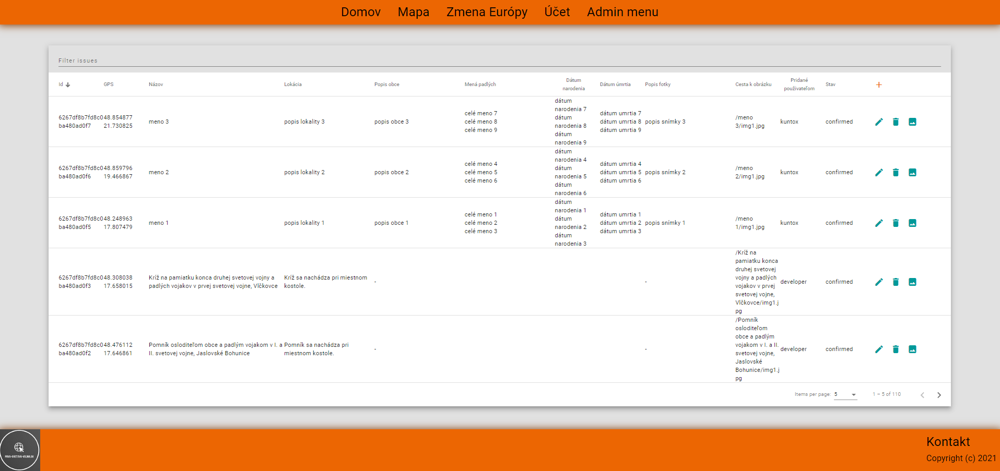 Domov Mapa Zmena Európy Účet Admin menu
Filter issues
Id GPS Názov Lokácia Popis obce Mená padlých Dátum narodenia Dátum úmrtia Popis fotky Cesta k obrázku Pridané používateľom Stav +
6267df8b7fd8c0
ba480ad0f7
48.854877
21.730825
meno 3
popis lokality 3
popis obce 3
celé meno 7
celé meno 8
celé meno 9
dátum
narodenia 7
dátum
narodenia 8
dátum
narodenia 9
dátum umrtia 7
dátum umrtia 8
dátum umrtia 9
popis snímky 3
/meno
3/img1.jpg
kuntox
confirmed
6267df8b7fd8c0
ba480ad0f6
48.859796
19.466867
meno 2
popis lokality 2
popis obce 2
celé meno 4
celé meno 5
celé meno 6
dátum
narodenia 4
dátum
narodenia 5
dátum
narodenia 6
dátum umrtia 4
dátum umrtia 5
dátum umrtia 6
popis snímky 2
/meno
2/img1.jpg
kuntox
confirmed
6267df8b7fd8c0
ba480ad0f5
48.248963
17.807479
meno 1
popis lokality 1
popis obce 1
celé meno 1
celé meno 2
celé meno 3
dátum
narodenia 1
dátum
narodenia 2
dátum
narodenia 3
dátum umrtia 1
dátum umrtia 2
dátum umrtia 3
popis snímky 1
/meno
1/img1.jpg
kuntox
confirmed
6267df8b7fd8c0
ba480ad0f3
48.308038
17.658015
Kríž na pamiatku konca druhej svetovej vojny a
padlých vojakov v prvej svetovej vojne, Vlčkovce
Kríž sa nachádza pri miestnom
kostole.
-
-
/Kríž na
pamiatku konca
druhej svetovej
vojny a padlých
vojakov v prvej
svetovej vojne,
Vlčkovce/img1.j
pg
developer
confirmed
6267df8b7fd8c0
ba480ad0f2
48.476112
17.646861
Pomník osloditeľom obce a padlým vojakom v I. a
II. svetovej vojne, Jaslovské Bohunice
Pomník sa nachádza pri
miestnom kostole.
-
-
/Pomník
osloditeľom
obce a padlým
vojakom v I. a II.
svetovej vojne,
Jaslovské
Bohunice/img1.j
pg
developer
confirmed
Items per page: 5 1 – 5 of 110
PRVA-SVETOVA-VOJNA.SK
Kontakt
Copyright (c) 2021